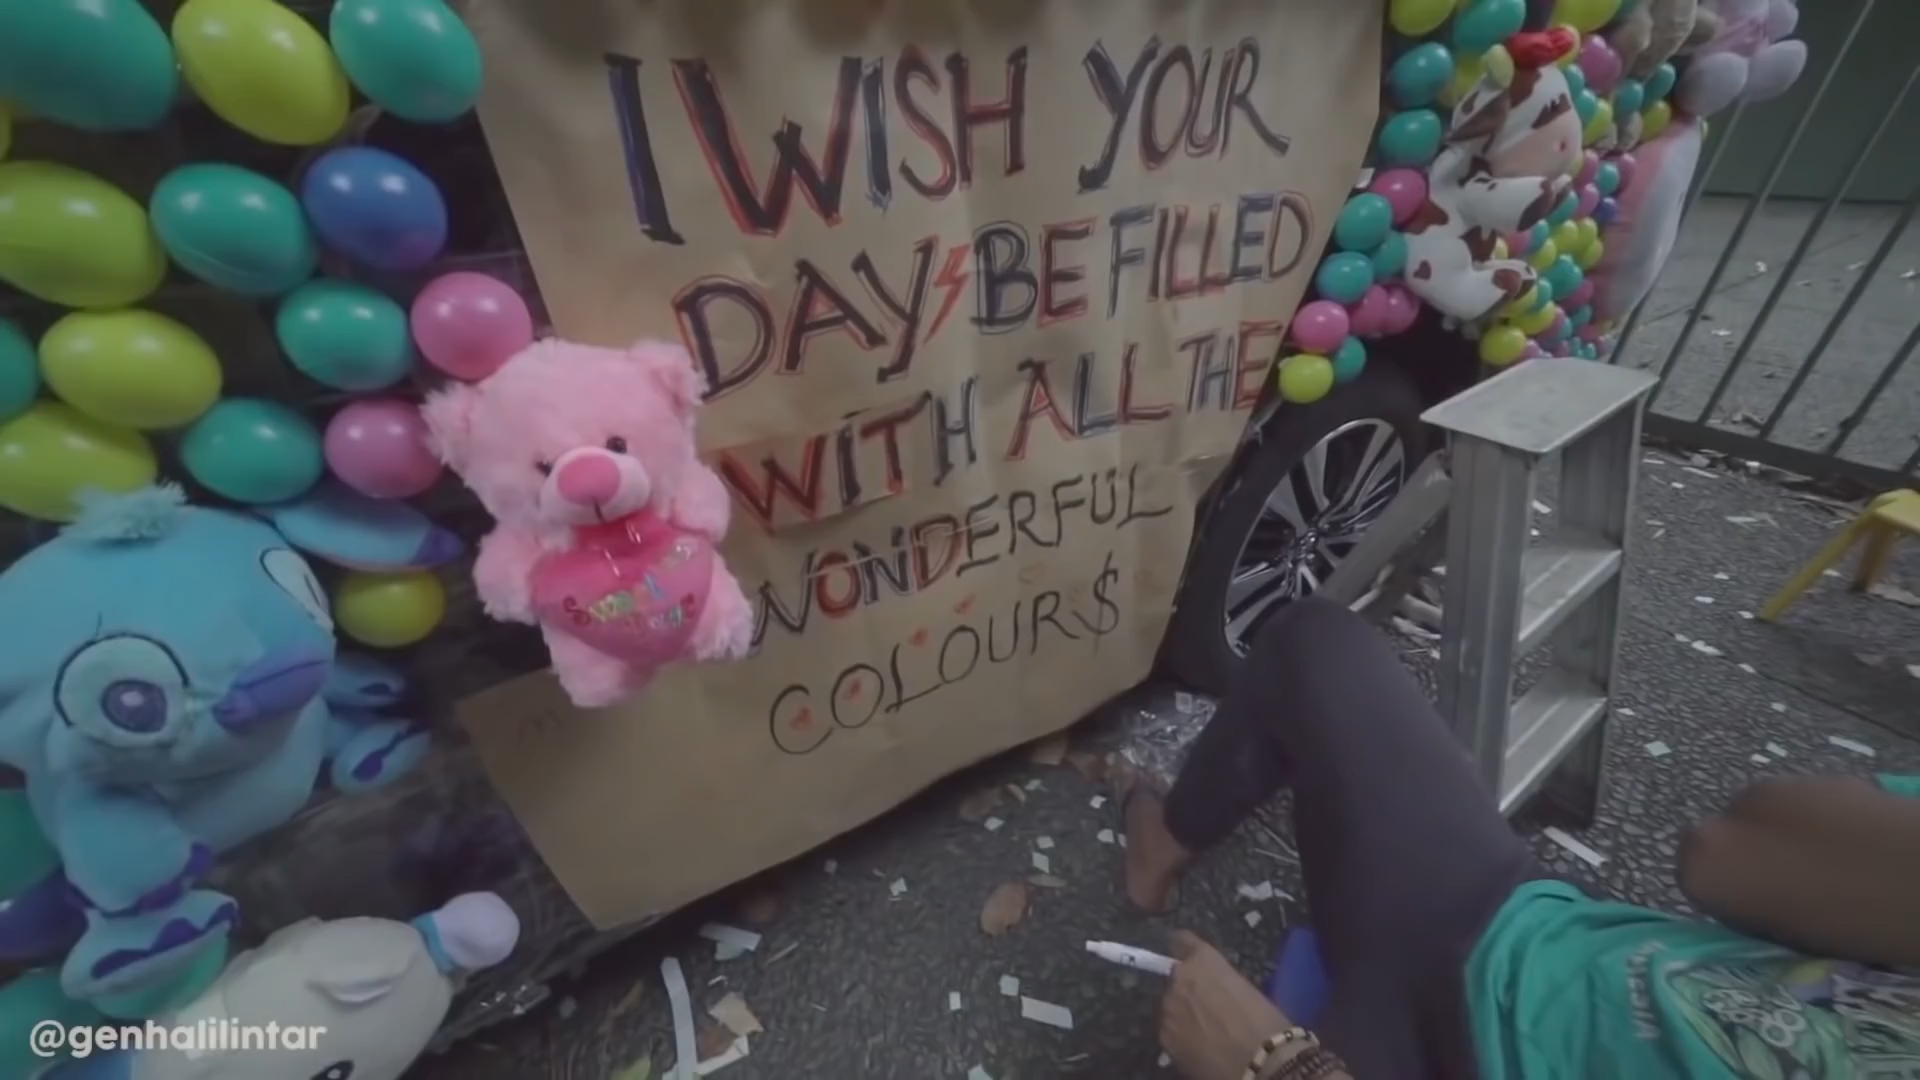 I WISH YOUR
DAY BE FILLED
WITH ALL THE
WONDERFUL
COLOUR$
@genhalilintar